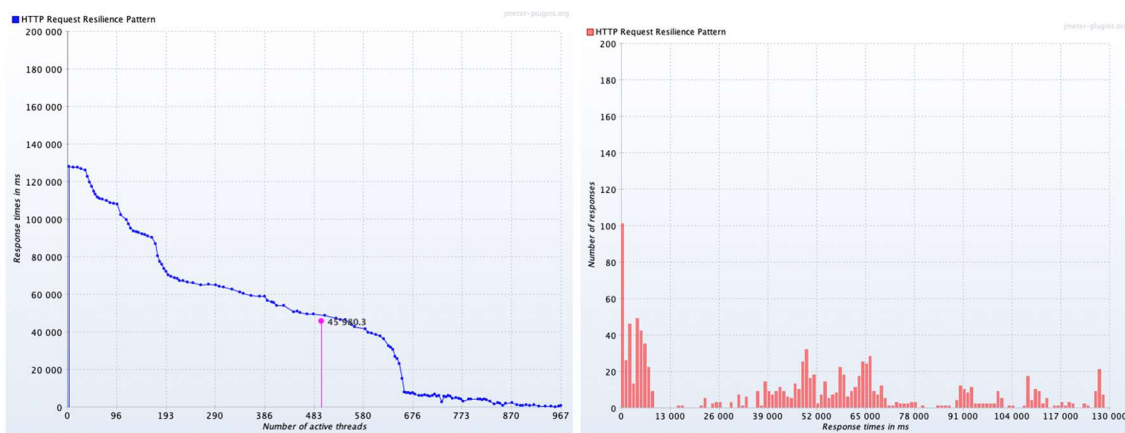 jmeter-plugins.org
HTTP Request Resilience Pattern
200 000
180 000
160 000
140 000
120 000
100 000
80 000
60 000
40 000
20 000
0
Response times in ms
45 980.3
0 96 193 290 386 483 580 676 773 870 967
Number of active threads
jmeter-plugins.org
HTTP Request Resilience Pattern
200
180
160
140
120
100
80
60
40
20
0
Number of responses
0 13 000 26 000 39 000 52 000 65 000 78 000 91 000 104 000 117 000 130 000
Response times in ms